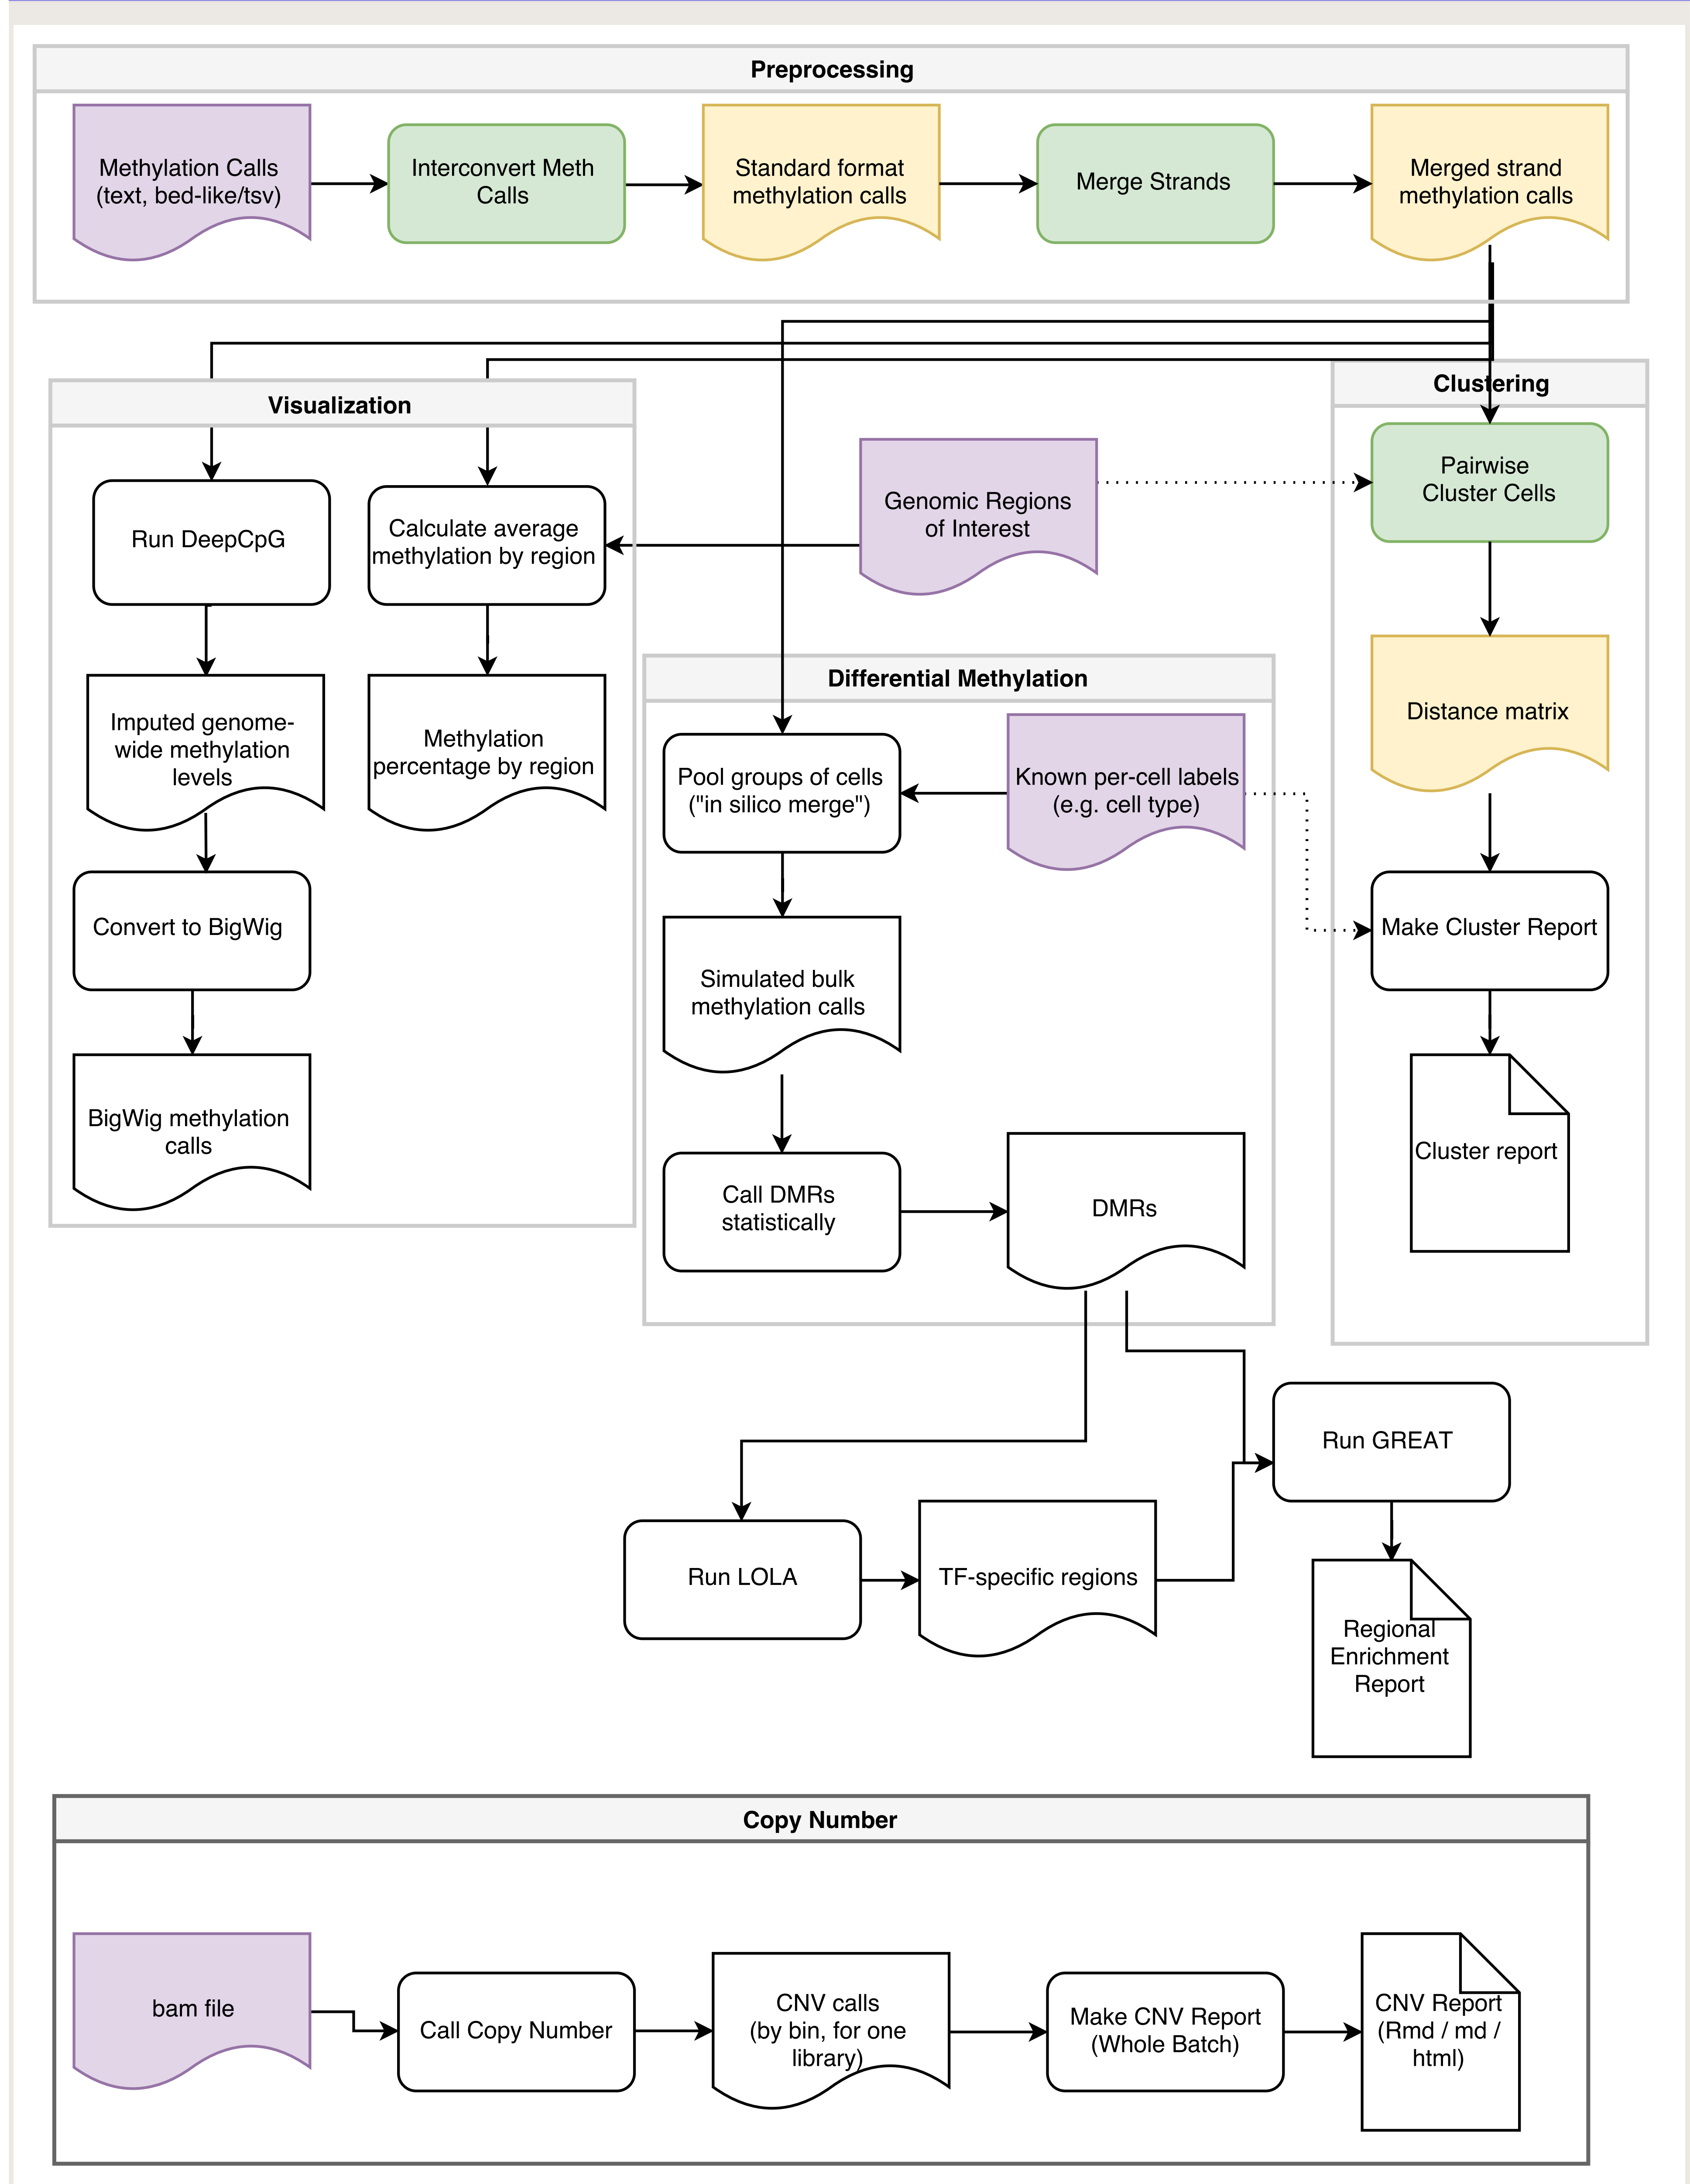 Preprocessing
Methylation Calls
(text, bed-like/tsv)
Interconvert Meth
Calls
Standard format
methylation calls
Merge Strands
Merged strand
methylation calls
Visualization
Clustering
Run DeepCpG
Calculate average
methylation by region
Genomic Regions
of Interest
Pairwise
Cluster Cells
Imputed genome-
wide methylation
levels
Methylation
percentage by region
Differential Methylation
Pool groups of cells
("in silico merge")
Known per-cell labels
(e.g. cell type)
Distance matrix
Convert to BigWig
Simulated bulk
methylation calls
Make Cluster Report
BigWig methylation
calls
Call DMRs
statistically
DMRs
Cluster report
Run GREAT
Run LOLA
TF-specific regions
Regional
Enrichment
Report
Copy Number
bam file
Call Copy Number
CNV calls
(by bin, for one
library)
Make CNV Report
(Whole Batch)
CNV Report
(Rmd / md /
html)